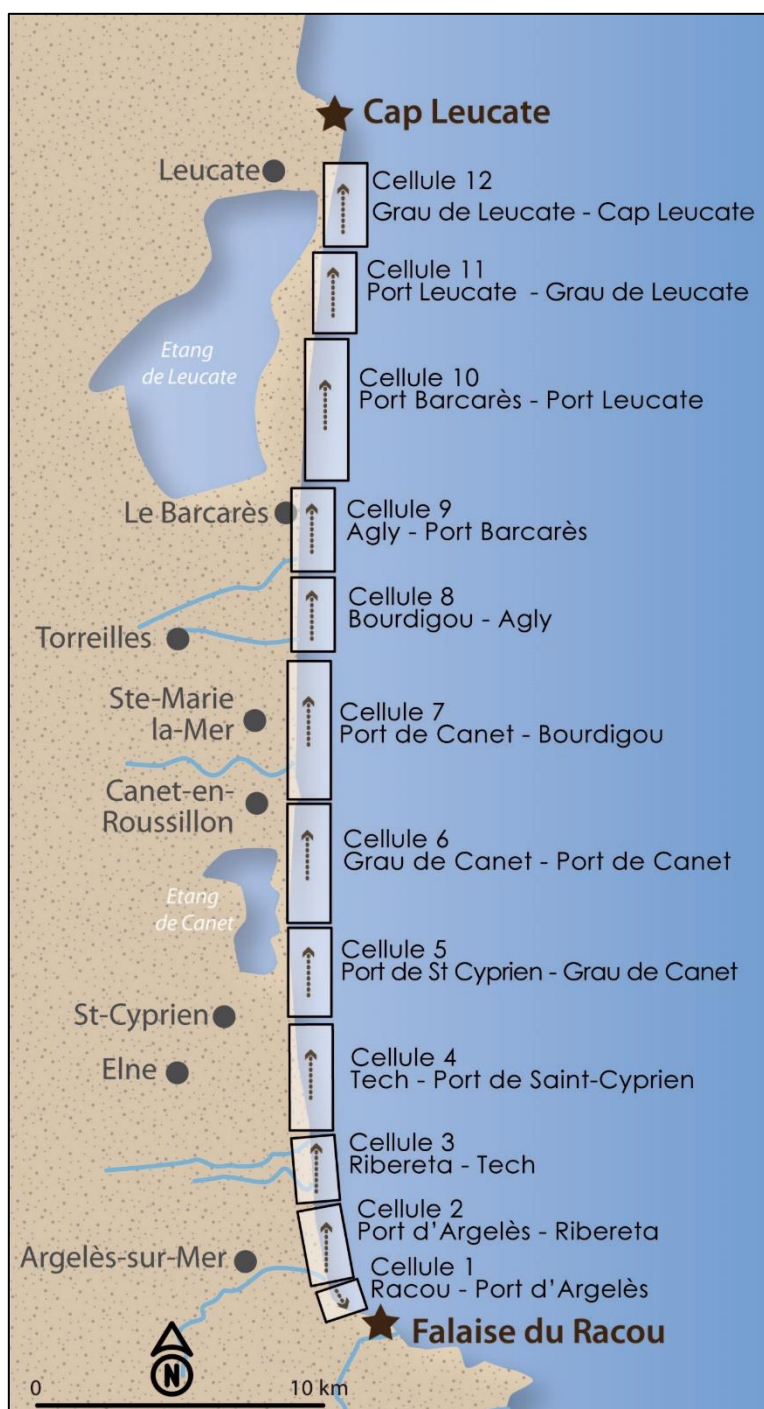 Cap Leucate
Leucate
Cellule 12
Grau de Leucate - Cap Leucate
Cellule 11
Port Leucate - Grau de Leucate
Etang
de Leucate
Cellule 10
Port Barcarès - Port Leucate
Le Barcarès
Cellule 9
Agly - Port Barcarès
Cellule 8
Bourdigou - Agly
Torreilles
Ste-Marie
la-Mer
Cellule 7
Port de Canet - Bourdigou
Canet-en-
Roussillon
Cellule 6
Grau de Canet - Port de Canet
Etang
de Canet
Cellule 5
Port de St Cyprien - Grau de Canet
St-Cyprien
Elne
Cellule 4
Tech - Port de Saint-Cyprien
Cellule 3
Ribereta - Tech
Cellule 2
Port d'Argelès - Ribereta
Argelès-sur-Mer
Cellule 1
Racou - Port d'Argelès
Falaise du Racou
N
0 10 km